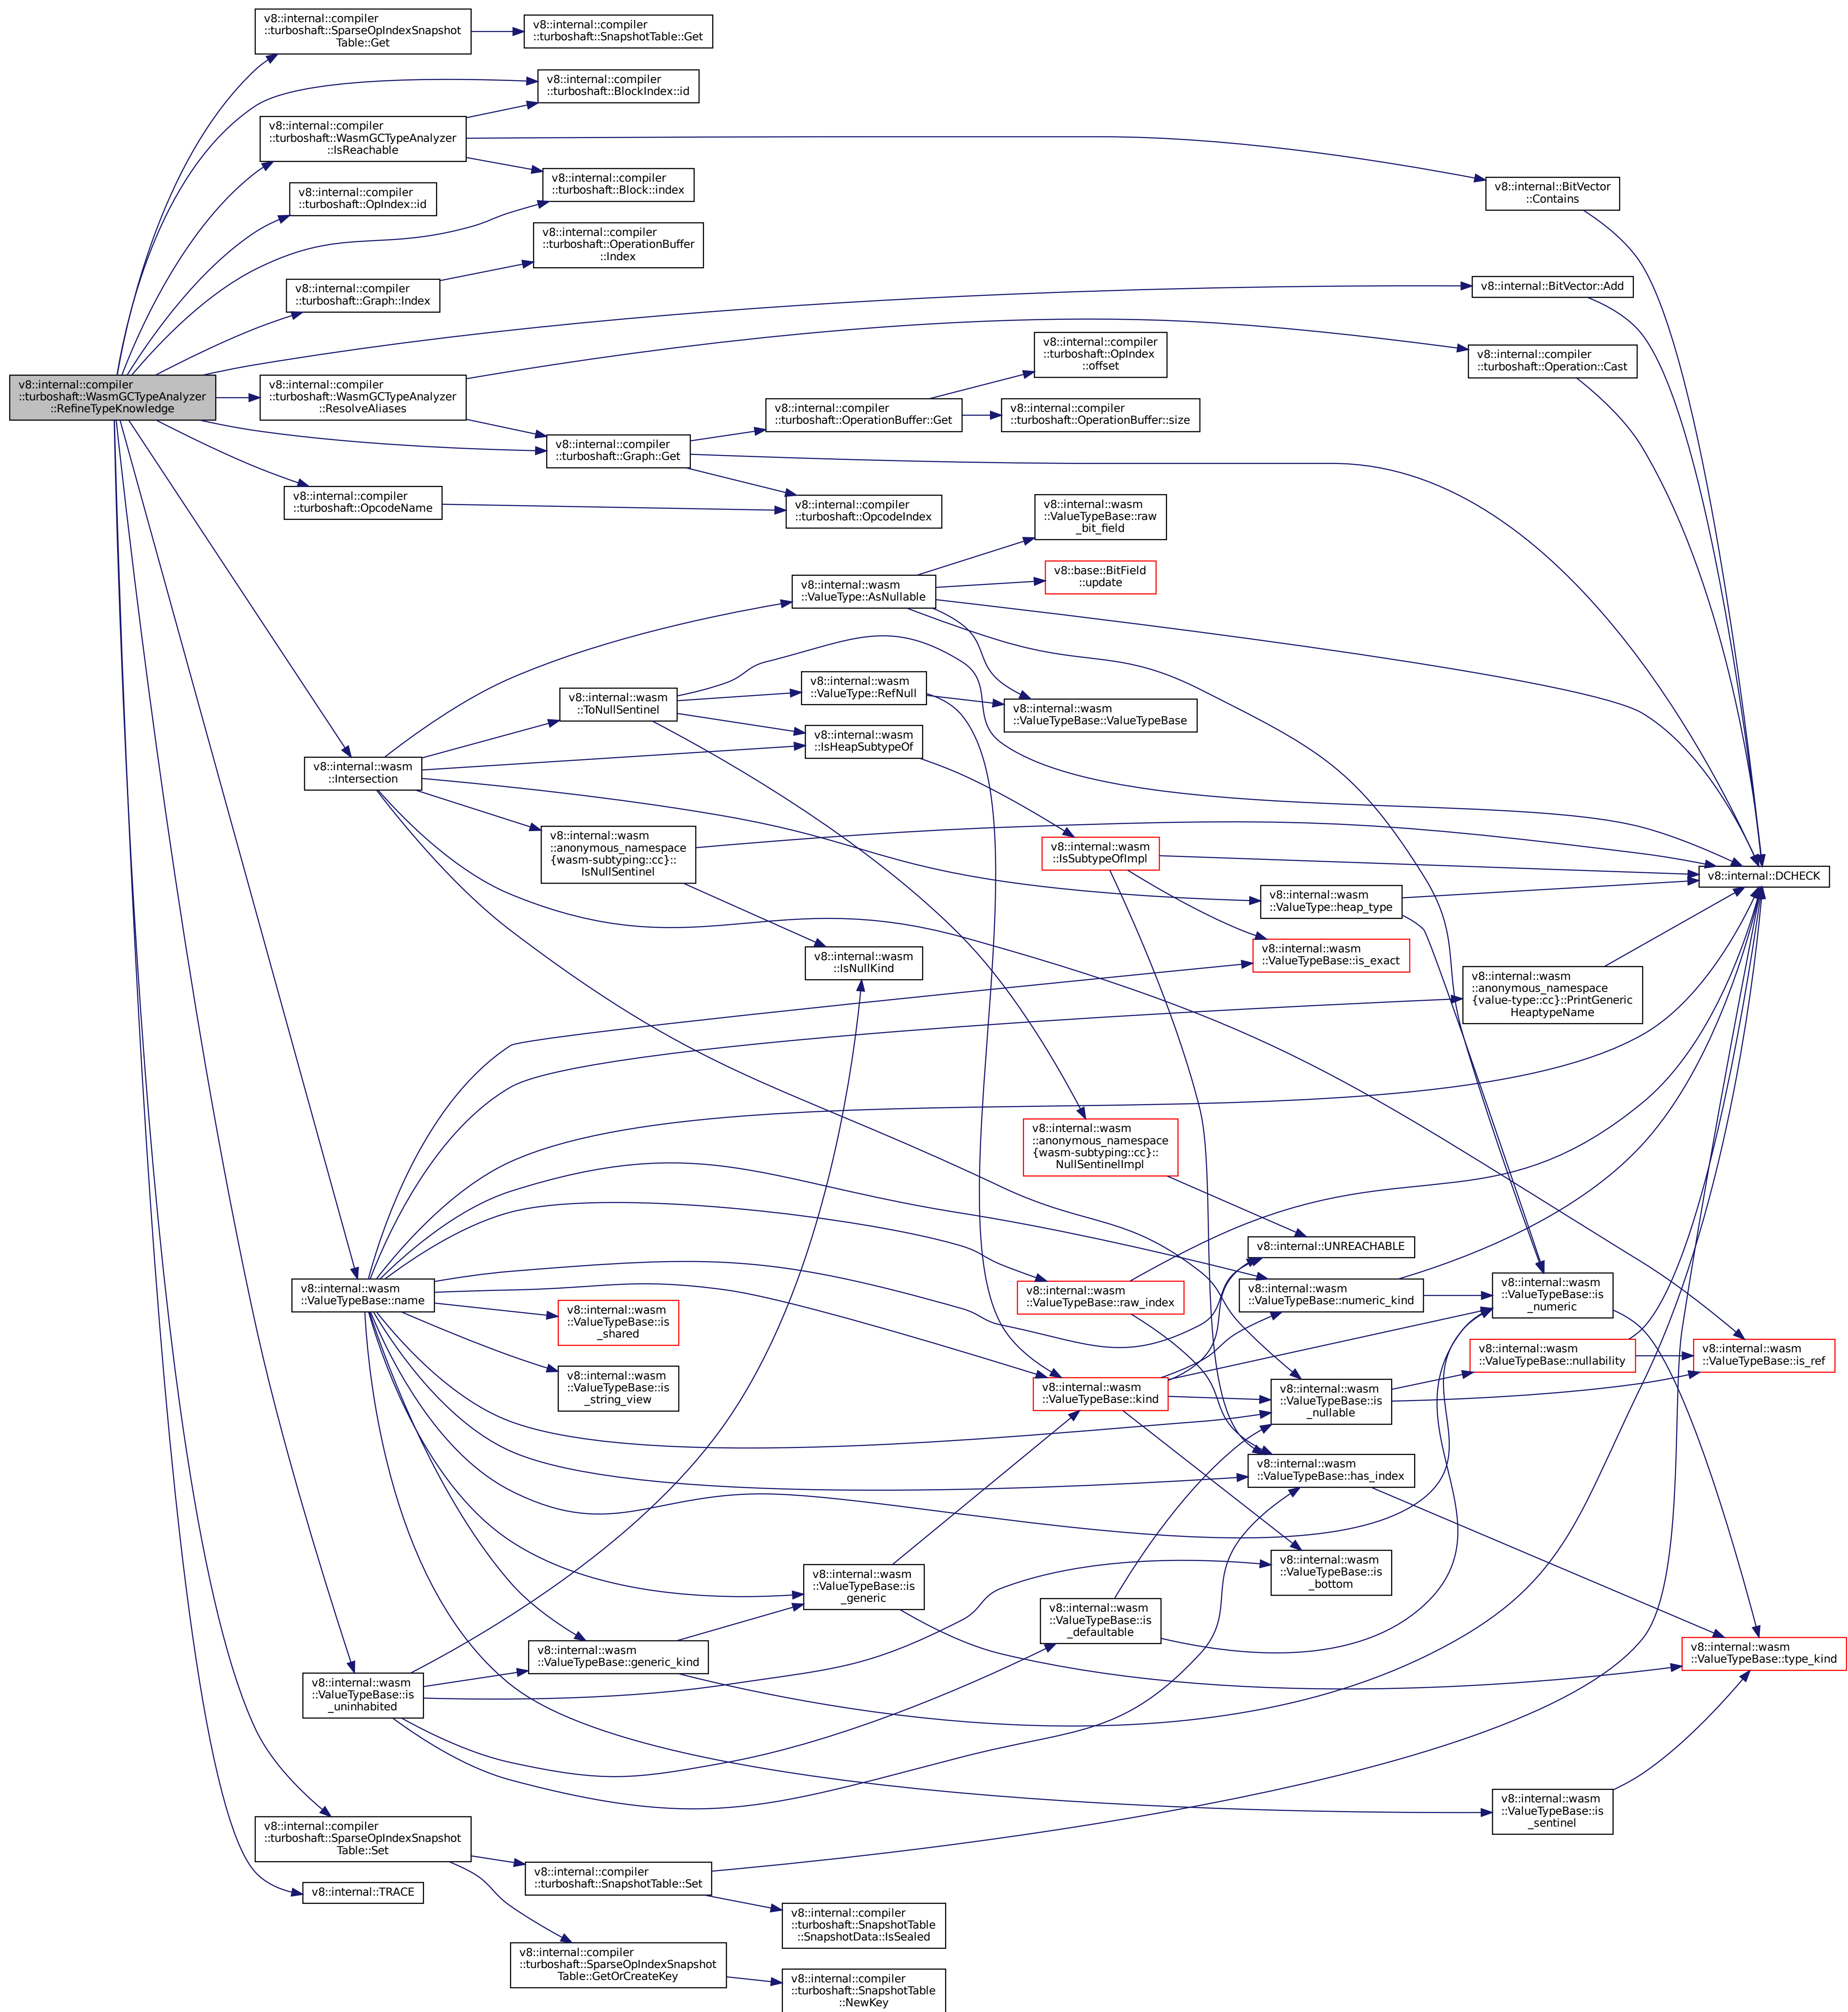 v8::internal::compiler
::turboshaft::SparseOpIndexSnapshot
Table::Get
v8::internal::compiler
::turboshaft::SnapshotTable::Get
v8::internal::compiler
::turboshaft::BlockIndex::id
v8::internal::compiler
::turboshaft::WasmGCTypeAnalyzer
::IsReachable
v8::internal::compiler
::turboshaft::Block::index
v8::internal::BitVector
::Contains
v8::internal::compiler
::turboshaft::OpIndex::id
v8::internal::compiler
::turboshaft::OperationBuffer
::Index
v8::internal::compiler
::turboshaft::Graph::Index
v8::internal::BitVector::Add
v8::internal::compiler
::turboshaft::OpIndex
::offset
v8::internal::compiler
::turboshaft::Operation::Cast
v8::internal::compiler
::turboshaft::WasmGCTypeAnalyzer
::RefineTypeKnowledge
v8::internal::compiler
::turboshaft::WasmGCTypeAnalyzer
::ResolveAliases
v8::internal::compiler
::turboshaft::OperationBuffer::Get
v8::internal::compiler
::turboshaft::OperationBuffer::size
v8::internal::compiler
::turboshaft::Graph::Get
v8::internal::compiler
::turboshaft::OpcodeName
v8::internal::compiler
::turboshaft::OpcodeIndex
v8::internal::wasm
::ValueTypeBase::raw
_bit_field
v8::base::BitField
::update
v8::internal::wasm
::ValueType::AsNullable
v8::internal::wasm
::ToNullSentinel
v8::internal::wasm
::ValueType::RefNull
v8::internal::wasm
::ValueTypeBase::ValueTypeBase
v8::internal::wasm
::IsHeapSubtypeOf
v8::internal::wasm
::Intersection
v8::internal::wasm
::anonymous_namespace
{wasm-subtyping::cc}::
IsNullSentinel
v8::internal::wasm
::IsSubtypeOfImpl
v8::internal::DCHECK
v8::internal::wasm
::ValueType::heap_type
v8::internal::wasm
::IsNullKind
v8::internal::wasm
::ValueTypeBase::is_exact
v8::internal::wasm
::anonymous_namespace
{value-type::cc}::PrintGeneric
HeaptypeName
v8::internal::wasm
::anonymous_namespace
{wasm-subtyping::cc}::
NullSentinelImpl
v8::internal::UNREACHABLE
v8::internal::wasm
::ValueTypeBase::name
v8::internal::wasm
::ValueTypeBase::is
_shared
v8::internal::wasm
::ValueTypeBase::raw_index
v8::internal::wasm
::ValueTypeBase::numeric_kind
v8::internal::wasm
::ValueTypeBase::is
_numeric
v8::internal::wasm
::ValueTypeBase::nullability
v8::internal::wasm
::ValueTypeBase::is_ref
v8::internal::wasm
::ValueTypeBase::is
_string_view
v8::internal::wasm
::ValueTypeBase::kind
v8::internal::wasm
::ValueTypeBase::is
_nullable
v8::internal::wasm
::ValueTypeBase::has_index
v8::internal::wasm
::ValueTypeBase::is
_bottom
v8::internal::wasm
::ValueTypeBase::is
_generic
v8::internal::wasm
::ValueTypeBase::is
_defaultable
v8::internal::wasm
::ValueTypeBase::generic_kind
v8::internal::wasm
::ValueTypeBase::type_kind
v8::internal::wasm
::ValueTypeBase::is
_uninhabited
v8::internal::wasm
::ValueTypeBase::is
_sentinel
v8::internal::compiler
::turboshaft::SparseOpIndexSnapshot
Table::Set
v8::internal::compiler
::turboshaft::SnapshotTable::Set
v8::internal::TRACE
v8::internal::compiler
::turboshaft::SnapshotTable
::SnapshotData::IsSealed
v8::internal::compiler
::turboshaft::SparseOpIndexSnapshot
Table::GetOrCreateKey
v8::internal::compiler
::turboshaft::SnapshotTable
::NewKey